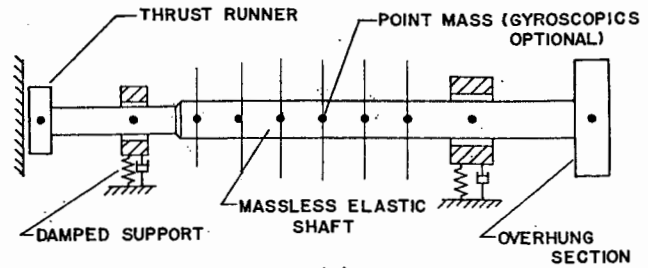 THRUST RUNNER
POINT MASS (GYROSCOPICS
OPTIONAL)
MASSLESS ELASTIC
SHAFT
DAMPED SUPPORT
OVERHUNG
SECTION